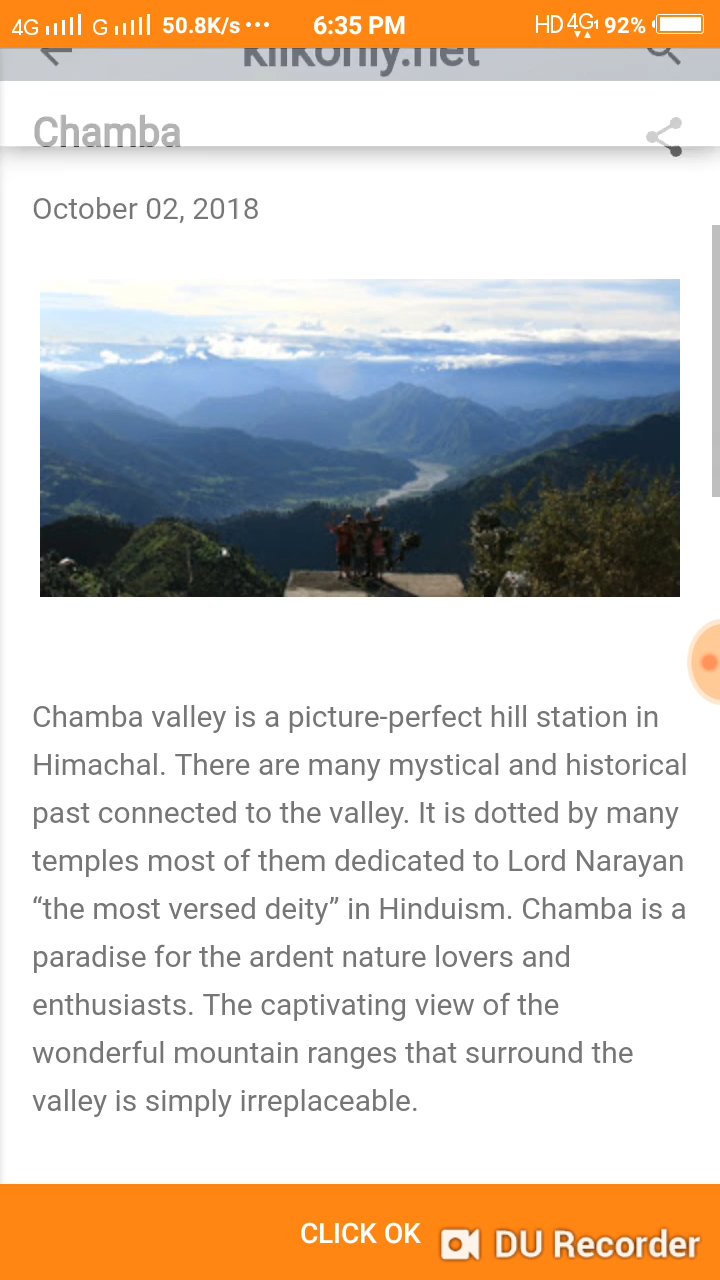 4G G 50.8K/s ... 6:35 PM HD 4G 92%
klikonly.net
Chamba
October 02, 2018
Chamba valley is a picture-perfect hill station in
Himachal. There are many mystical and historical
past connected to the valley. It is dotted by many
temples most of them dedicated to Lord Narayan
“the most versed deity” in Hinduism. Chamba is a
paradise for the ardent nature lovers and
enthusiasts. The captivating view of the
wonderful mountain ranges that surround the
valley is simply irreplaceable.
CLICK OK
DU Recorder